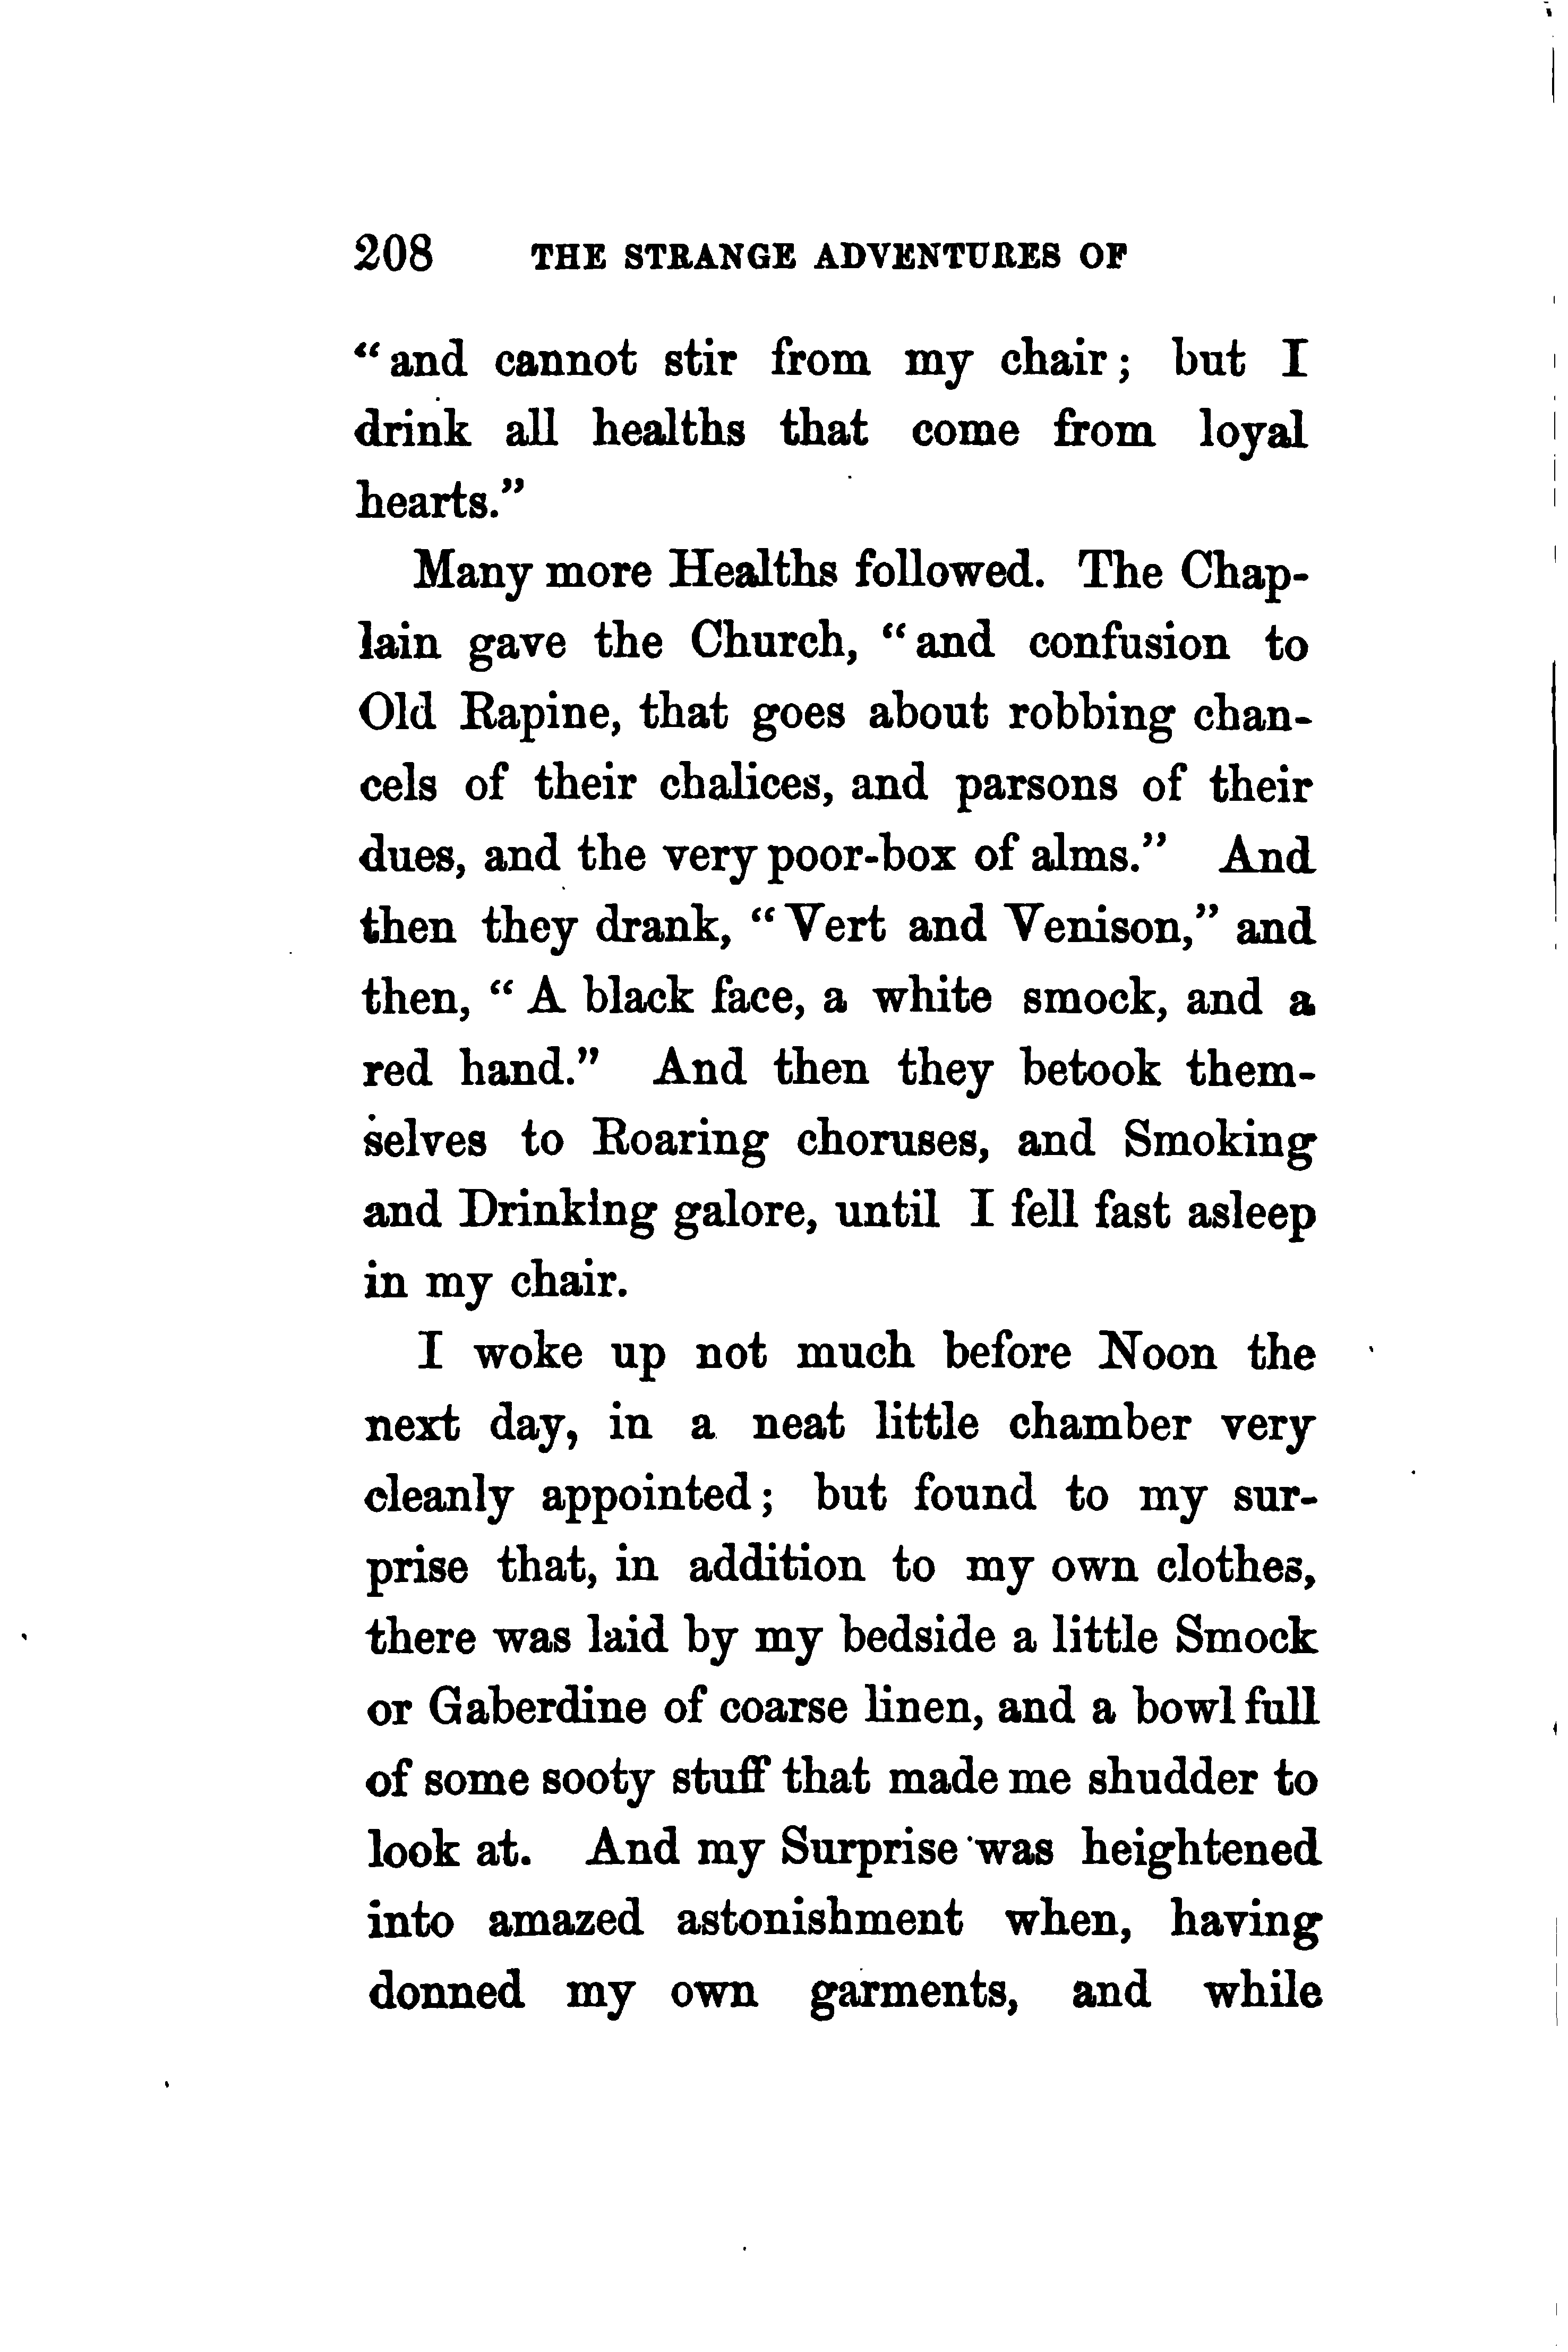 208 THE STRANGE ADVENTURES OF
“and cannot stir from my chair; but I
drink all healths that come from loyal
hearts.”
Many more Healths followed. The Chap-
lain gave the Church, “and confusion to
Old Rapine, that goes about robbing chan-
cels of their chalices, and parsons of their
dues, and the very poor-box of alms.” And
then they drank, “Vert and Venison,” and
then, “A black face, a white smock, and a
red hand.” And then they betook them-
selves to Roaring choruses, and Smoking
and Drinking galore, until I fell fast asleep
in my chair.
I woke up not much before Noon the
next day, in a neat little chamber very
cleanly appointed; but found to my sur-
prise that, in addition to my own clothes,
there was laid by my bedside a little Smock
or Gaberdine of coarse linen, and a bowl full
of some sooty stuff that made me shudder to
look at. And my Surprise was heightened
into amazed astonishment when, having
donned my own garments, and while